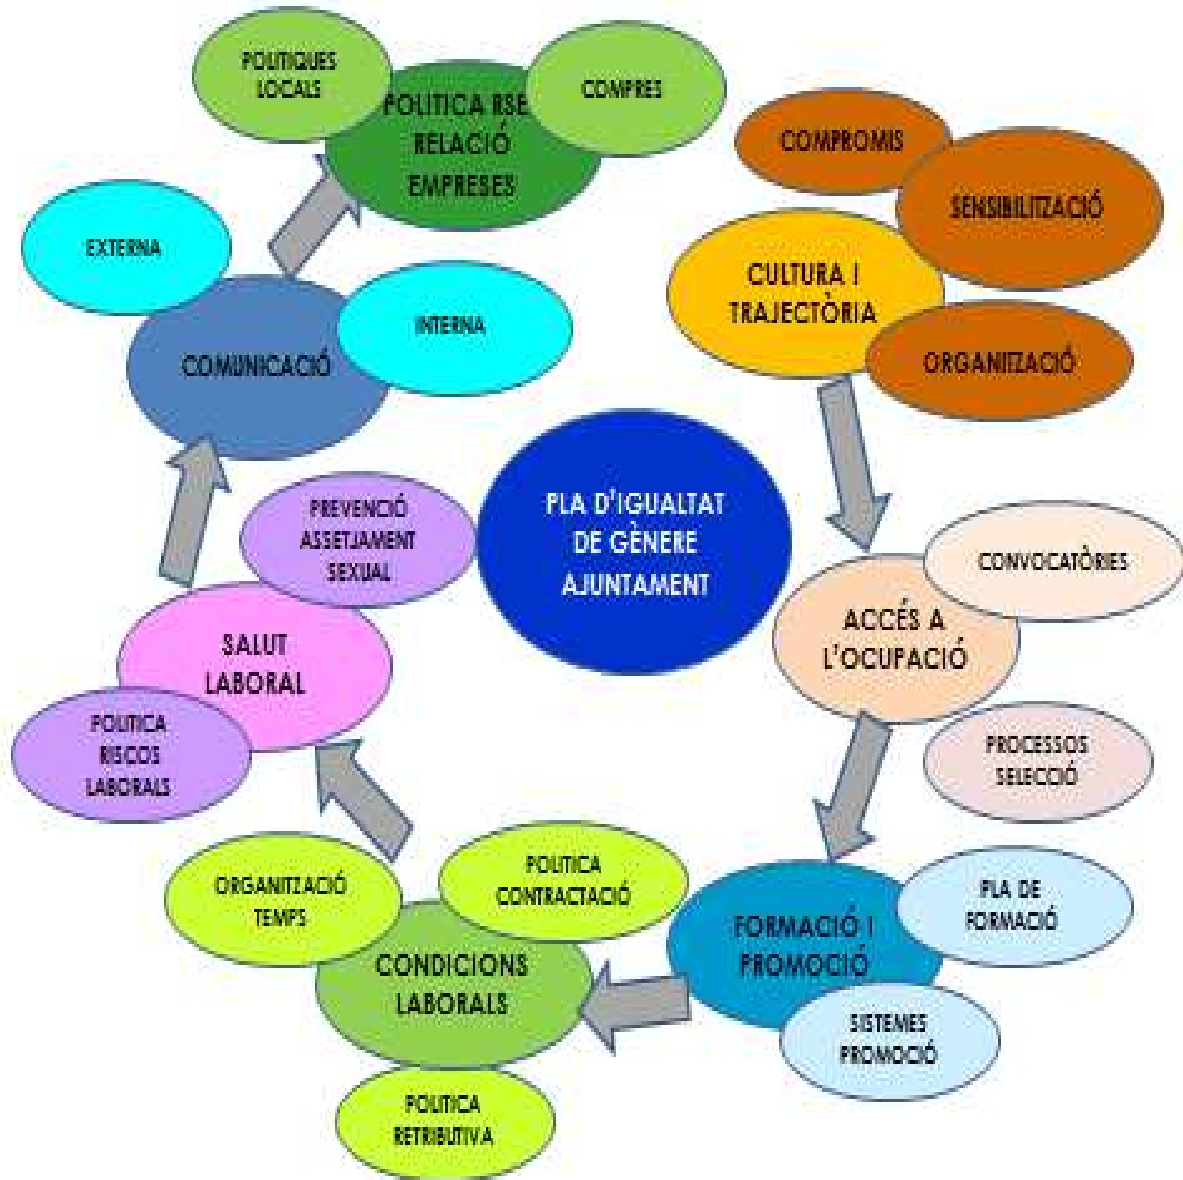 POLITIQUES
LOCALS
POLITICA RSE
RELACIÓ
EMPRESES
COMPRES
COMPROMIS
SENSIBILITZACIÓ
CULTURA I
TRAJECTÒRIA
ORGANITZACIÓ
EXTERNA
INTERNA
COMUNICACIÓ
PLA D'IGUALTAT
DE GÈNERE
AJUNTAMENT
CONVOCATÒRIES
ACCÉS A
L'OCUPACIÓ
PROCESSOS
SELECCIÓ
PREVENCIÓ
ASSETJAMENT
SEXUAL
SALUT
LABORAL
POLITICA
RISCOS
LABORALS
ORGANITZACIÓ
TEMPS
POLITICA
CONTRACTACIÓ
CONDICIONS
LABORALS
POLITICA
RETRIBUTIVA
FORMACIÓ I
PROMOCIÓ
PLA DE
FORMACIÓ
SISTEMES
PROMOCIÓ